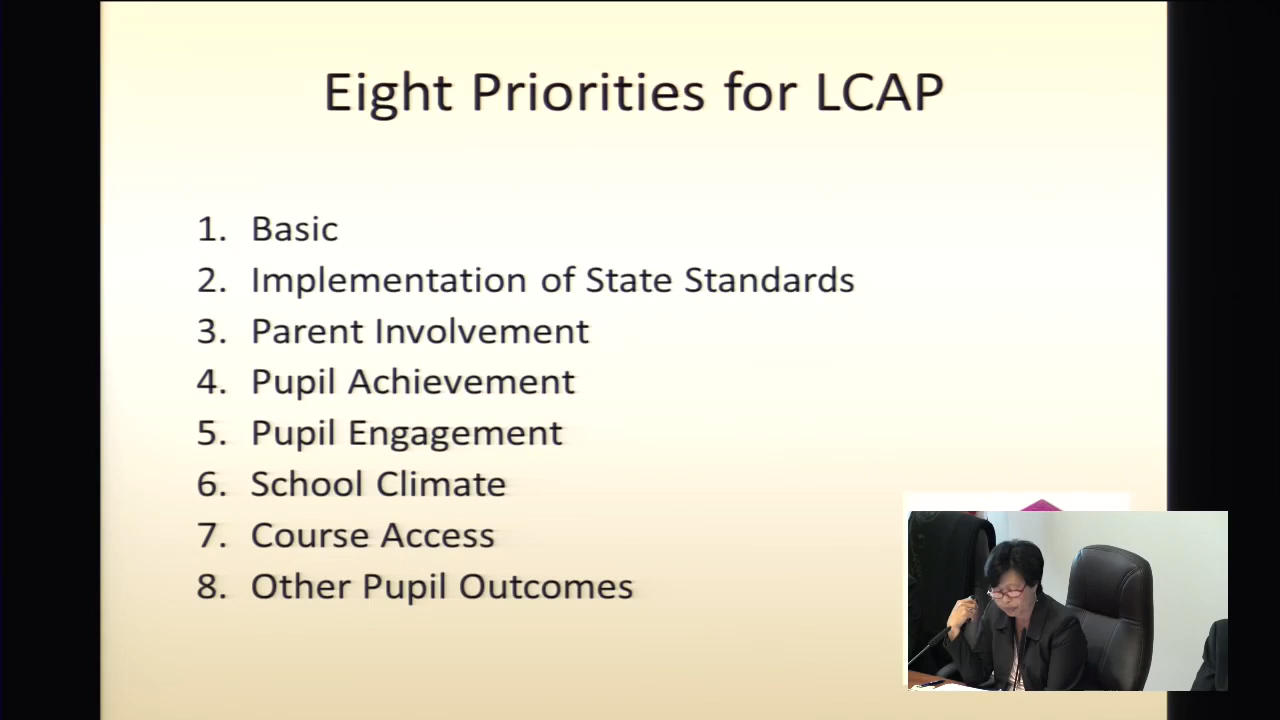 Eight Priorities for LCAP
1. Basic
2. Implementation of State Standards
3. Parent Involvement
4. Pupil Achievement
5. Pupil Engagement
6. School Climate
7. Course Access
8. Other Pupil Outcomes